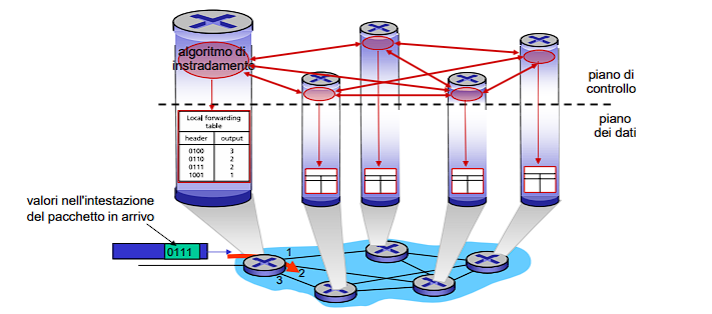 algoritmo di
instradamento
piano di
controllo
piano
dei dati
Local forwarding
table
header output
0100 3
0110 2
0111 2
1001 1
valori nell'intestazione
del pacchetto in arrivo
0111
1
2
3